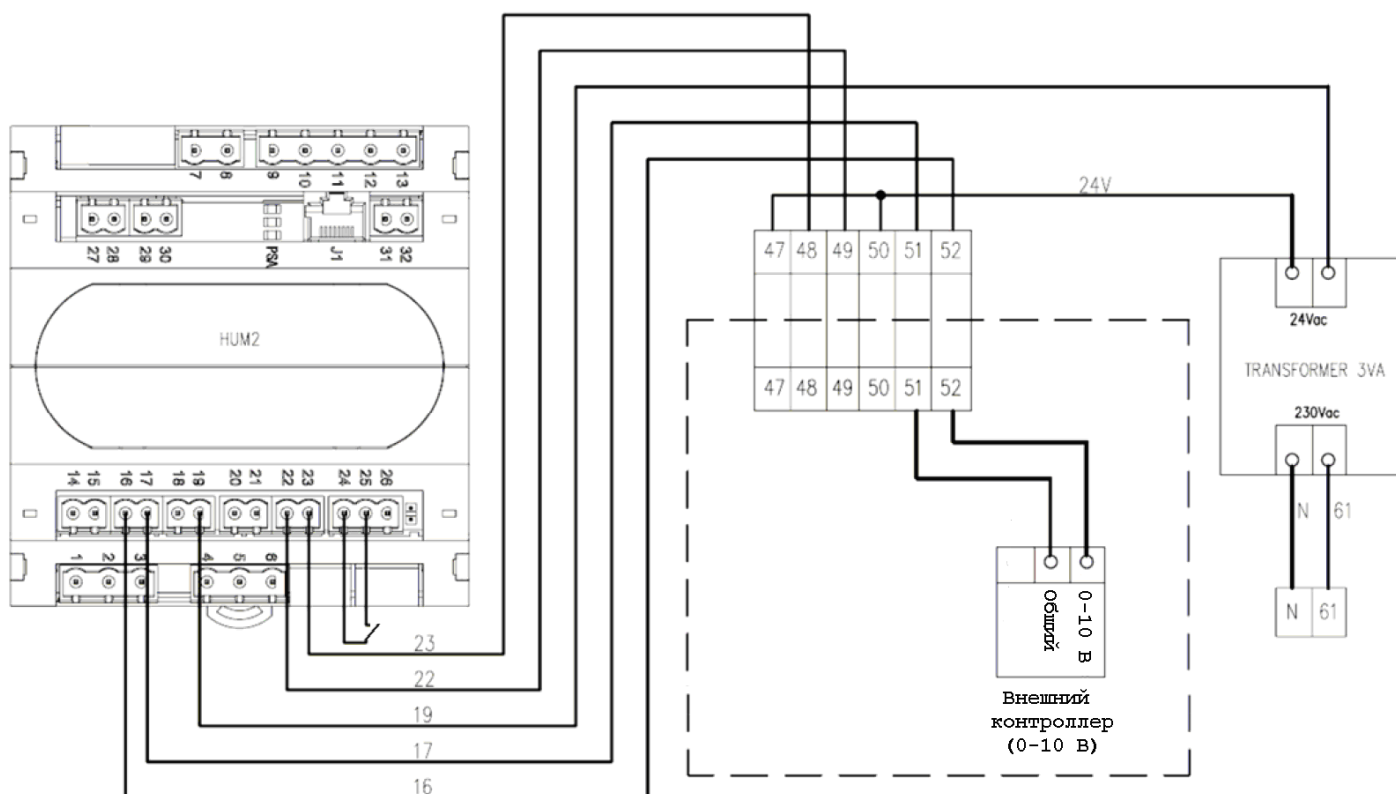 7 8 9 10 11 12 13
27 28 29 30 PSA J1 31 32
HUM2
14 15 16 17 18 19 20 21 22 23 24 25 26
1 2 3 4 5 6
23
22
19
17
16
24V
47 48 49 50 51 52
47 48 49 50 51 52
Общий
0-10 В
Внешний
контроллер
(0-10 В)
24Vac
TRANSFORMER 3VA
230Vac
N 61
N 61